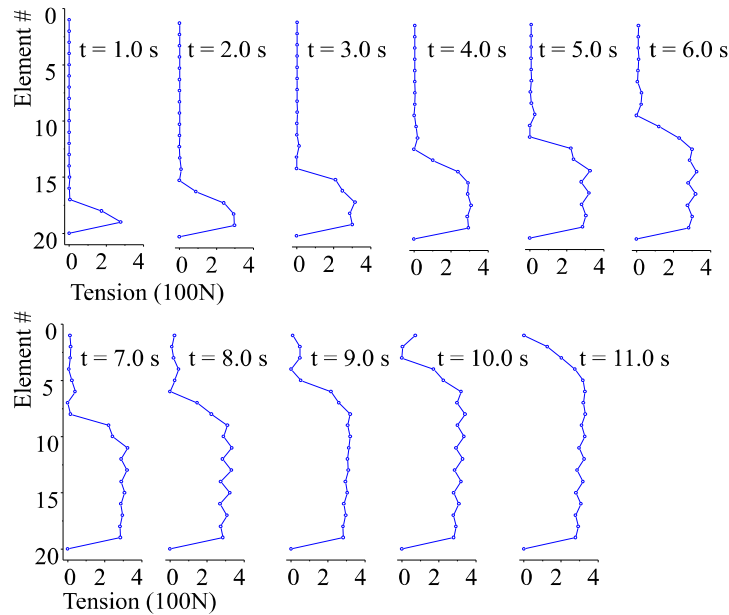 Element #
0
5
10
15
20
t = 1.0 s t = 2.0 s t = 3.0 s t = 4.0 s t = 5.0 s t = 6.0 s
0 2 4 0 2 4 0 2 4 0 2 4 0 2 4 0 2 4
Tension (100N)
Element #
0
5
10
15
20
t = 7.0 s t = 8.0 s t = 9.0 s t = 10.0 s t = 11.0 s
0 2 4 0 2 4 0 2 4 0 2 4 0 2 4
Tension (100N)